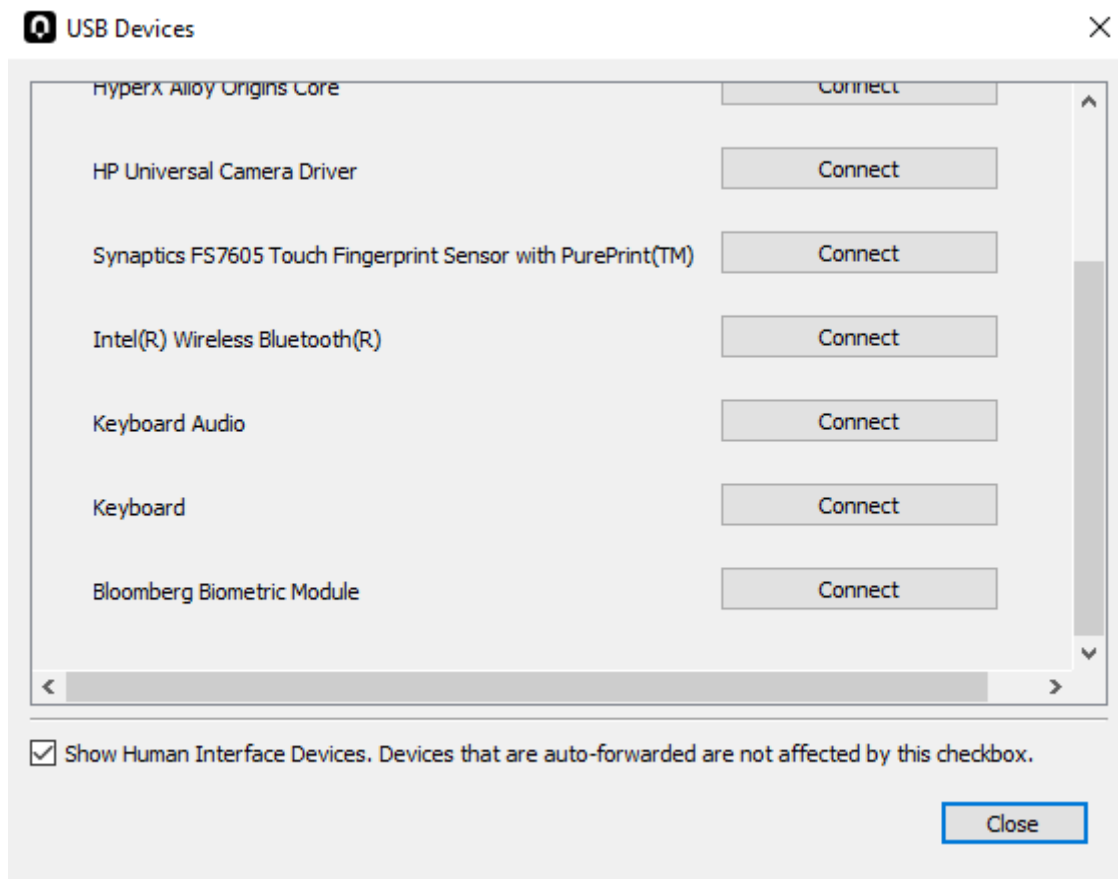 USB Devices
HyperX Alloy Origins Core Connect
HP Universal Camera Driver Connect
Synaptics FS7605 Touch Fingerprint Sensor with PurePrint(TM) Connect
Intel(R) Wireless Bluetooth(R) Connect
Keyboard Audio Connect
Keyboard Connect
Bloomberg Biometric Module Connect
Show Human Interface Devices. Devices that are auto-forwarded are not affected by this checkbox.
Close